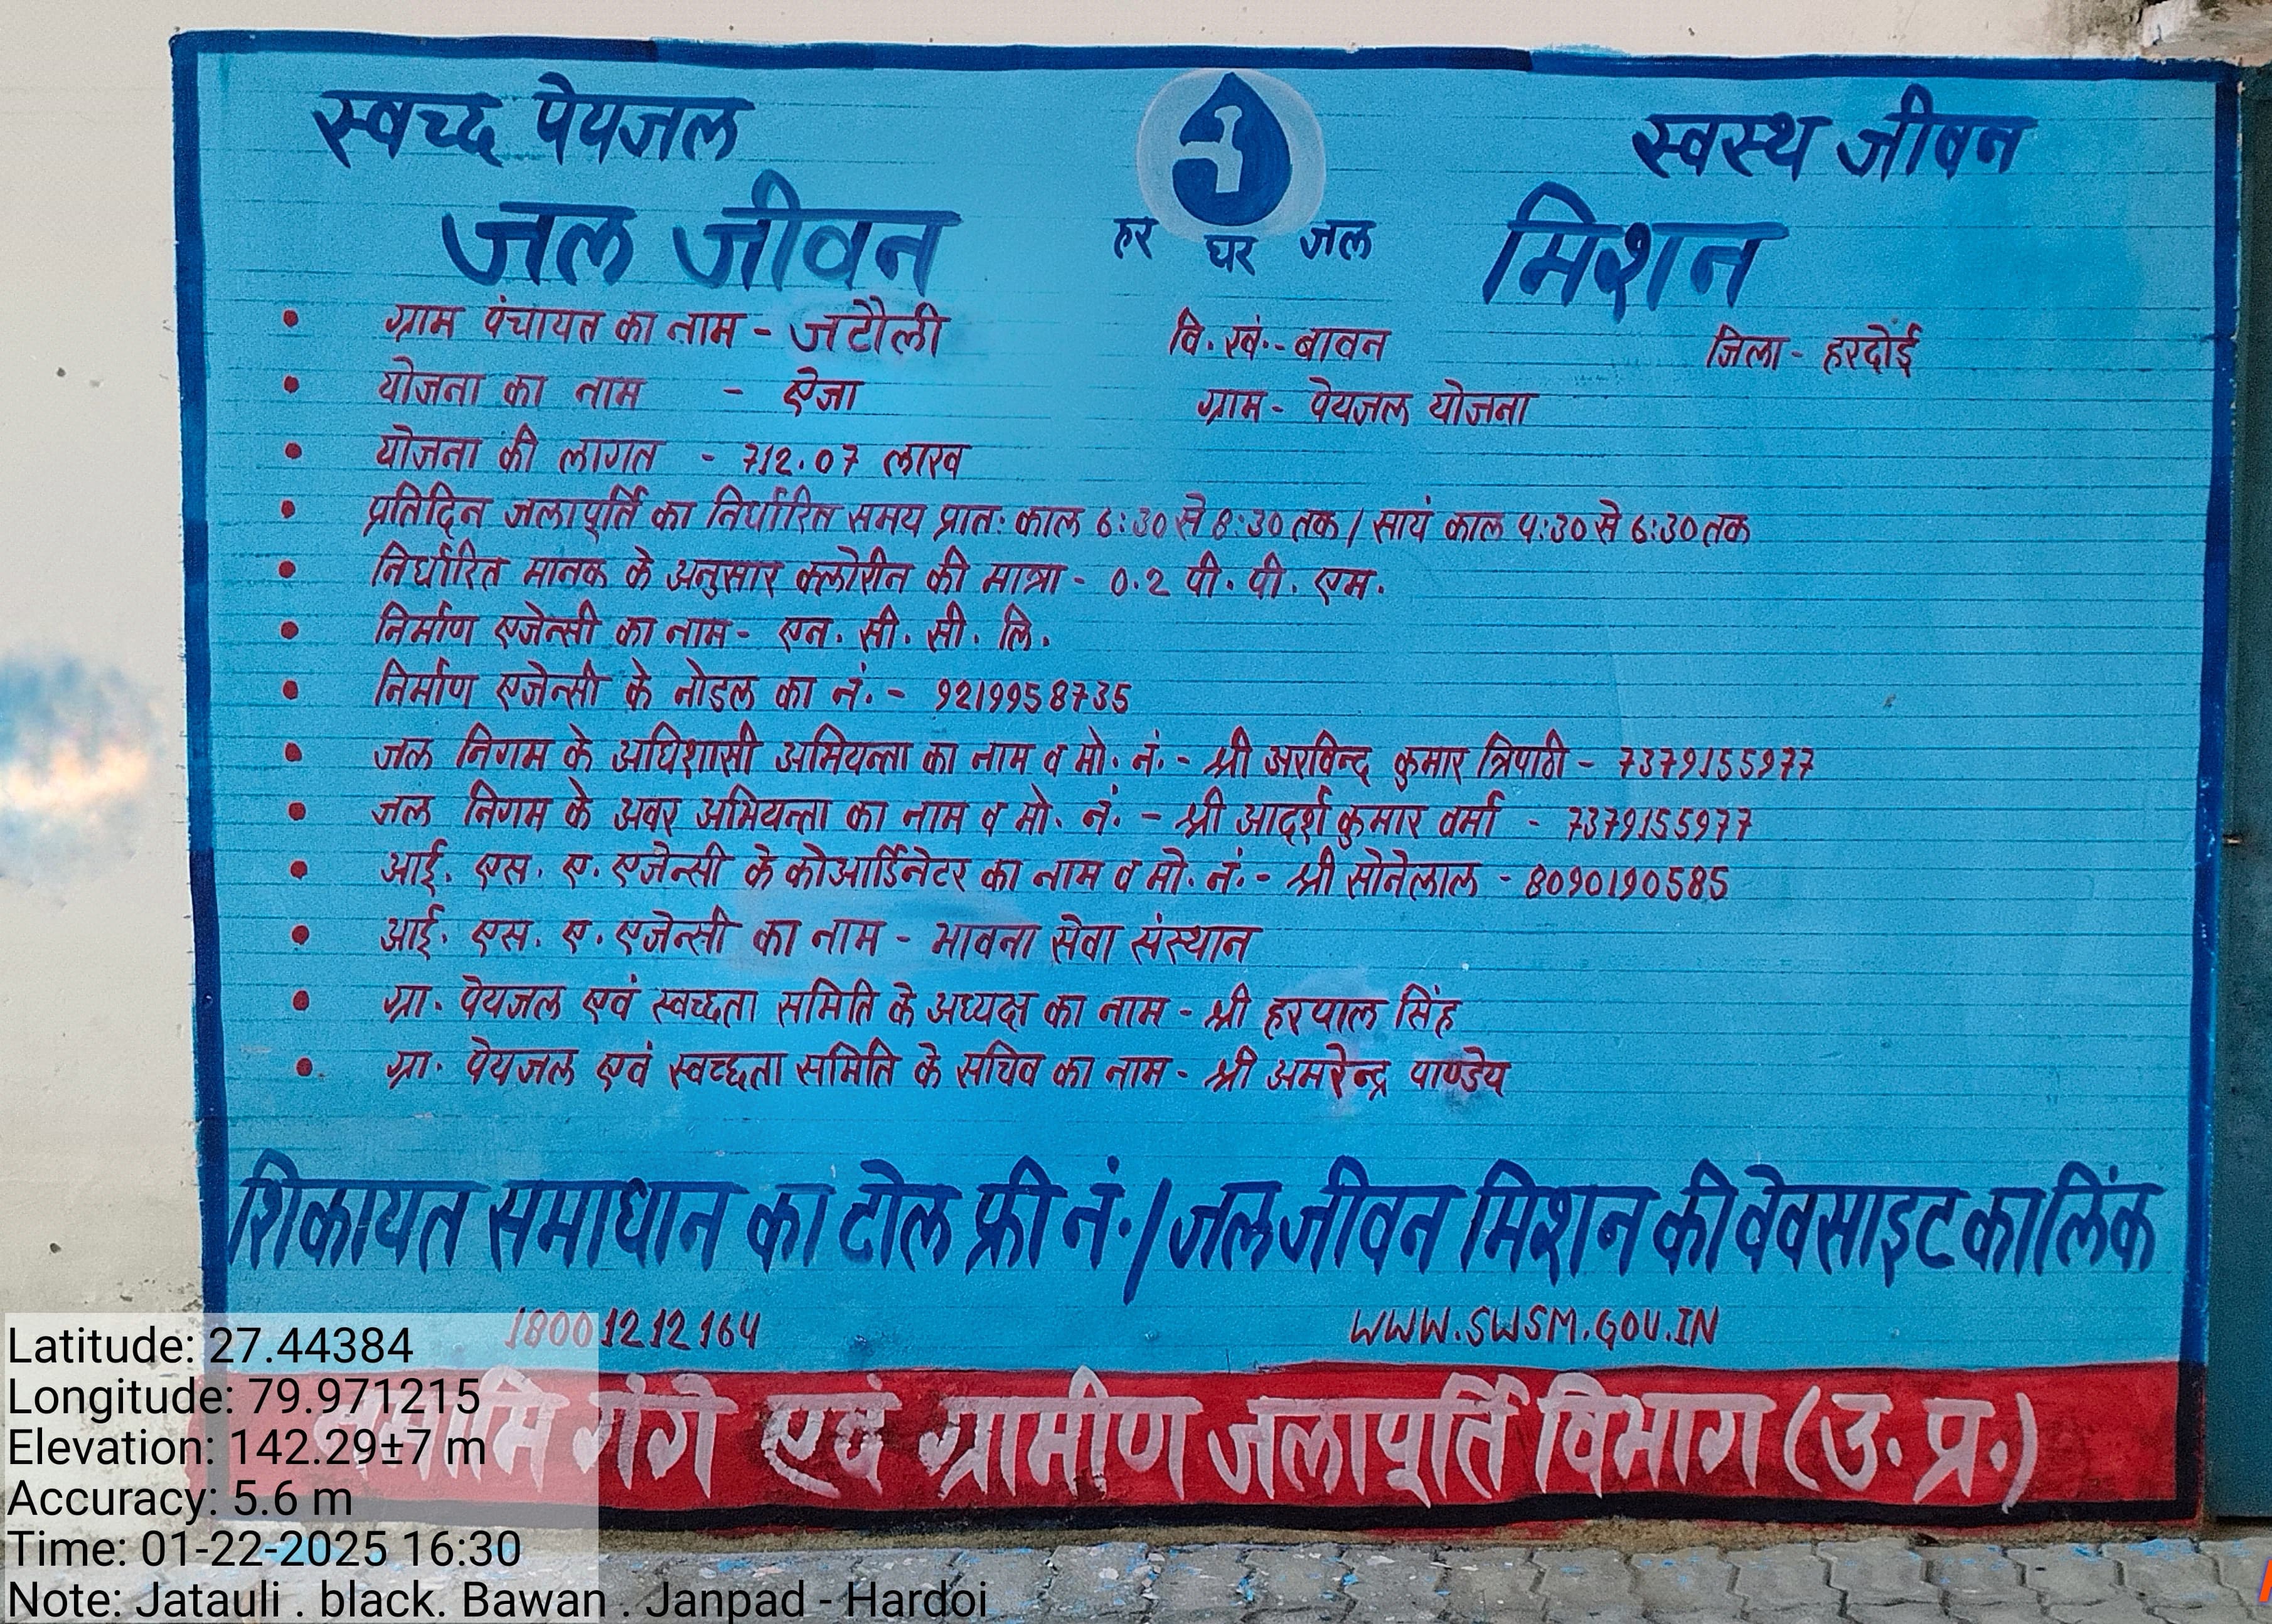 स्वच्छ पेयजल
स्वस्थ जीवन
जल जीवन मिशन
हर घर जल
• ग्राम पंचायत का नाम - जटौली वि.खं.- बावन जिला - हरदोई
• योजना का नाम - ऐजा ग्राम - पेयजल योजना
• योजना की लागत - 712.07 लाख
• प्रतिदिन जलापूर्ति का निर्धारित समय प्रातः काल 6:30 से 8:30 तक / सायं काल 4:30 से 6:30 तक
• निर्धारित मानक के अनुसार क्लोरीन की मात्रा - 0.2 पी. पी. एम.
• निर्माण एजेन्सी का नाम - एन. सी. सी. लि.
• निर्माण एजेन्सी के नोडल का नं. - 9219958735
• जल निगम के अधिशासी अभियन्ता का नाम व मो. नं. - श्री अरविन्द कुमार त्रिपाठी - 7379155977
• जल निगम के अवर अभियन्ता का नाम व मो. नं. - श्री आदर्श कुमार वर्मा - 7379155977
• आई. एस. ए. एजेन्सी के कोआर्डिनेटर का नाम व मो. नं. - श्री सोनेलाल - 8090190585
• आई. एस. ए. एजेन्सी का नाम - भावना सेवा संस्थान
• ग्रा. पेयजल एवं स्वच्छता समिति के अध्यक्ष का नाम - श्री हरपाल सिंह
• ग्रा. पेयजल एवं स्वच्छता समिति के सचिव का नाम - श्री अमरेन्द्र पाण्डेय
शिकायत समाधान का टोल फ्री नं. / जल जीवन मिशन की वेवसाइट का लिंक
18001212164 WWW.SWSM.GOV.IN
नमामि गंगे एवं ग्रामीण जलापूर्ति विभाग (उ. प्र.)
Latitude: 27.44384
Longitude: 79.971215
Elevation: 142.29±7 m
Accuracy: 5.6 m
Time: 01-22-2025 16:30
Note: Jatauli . black. Bawan . Janpad - Hardoi